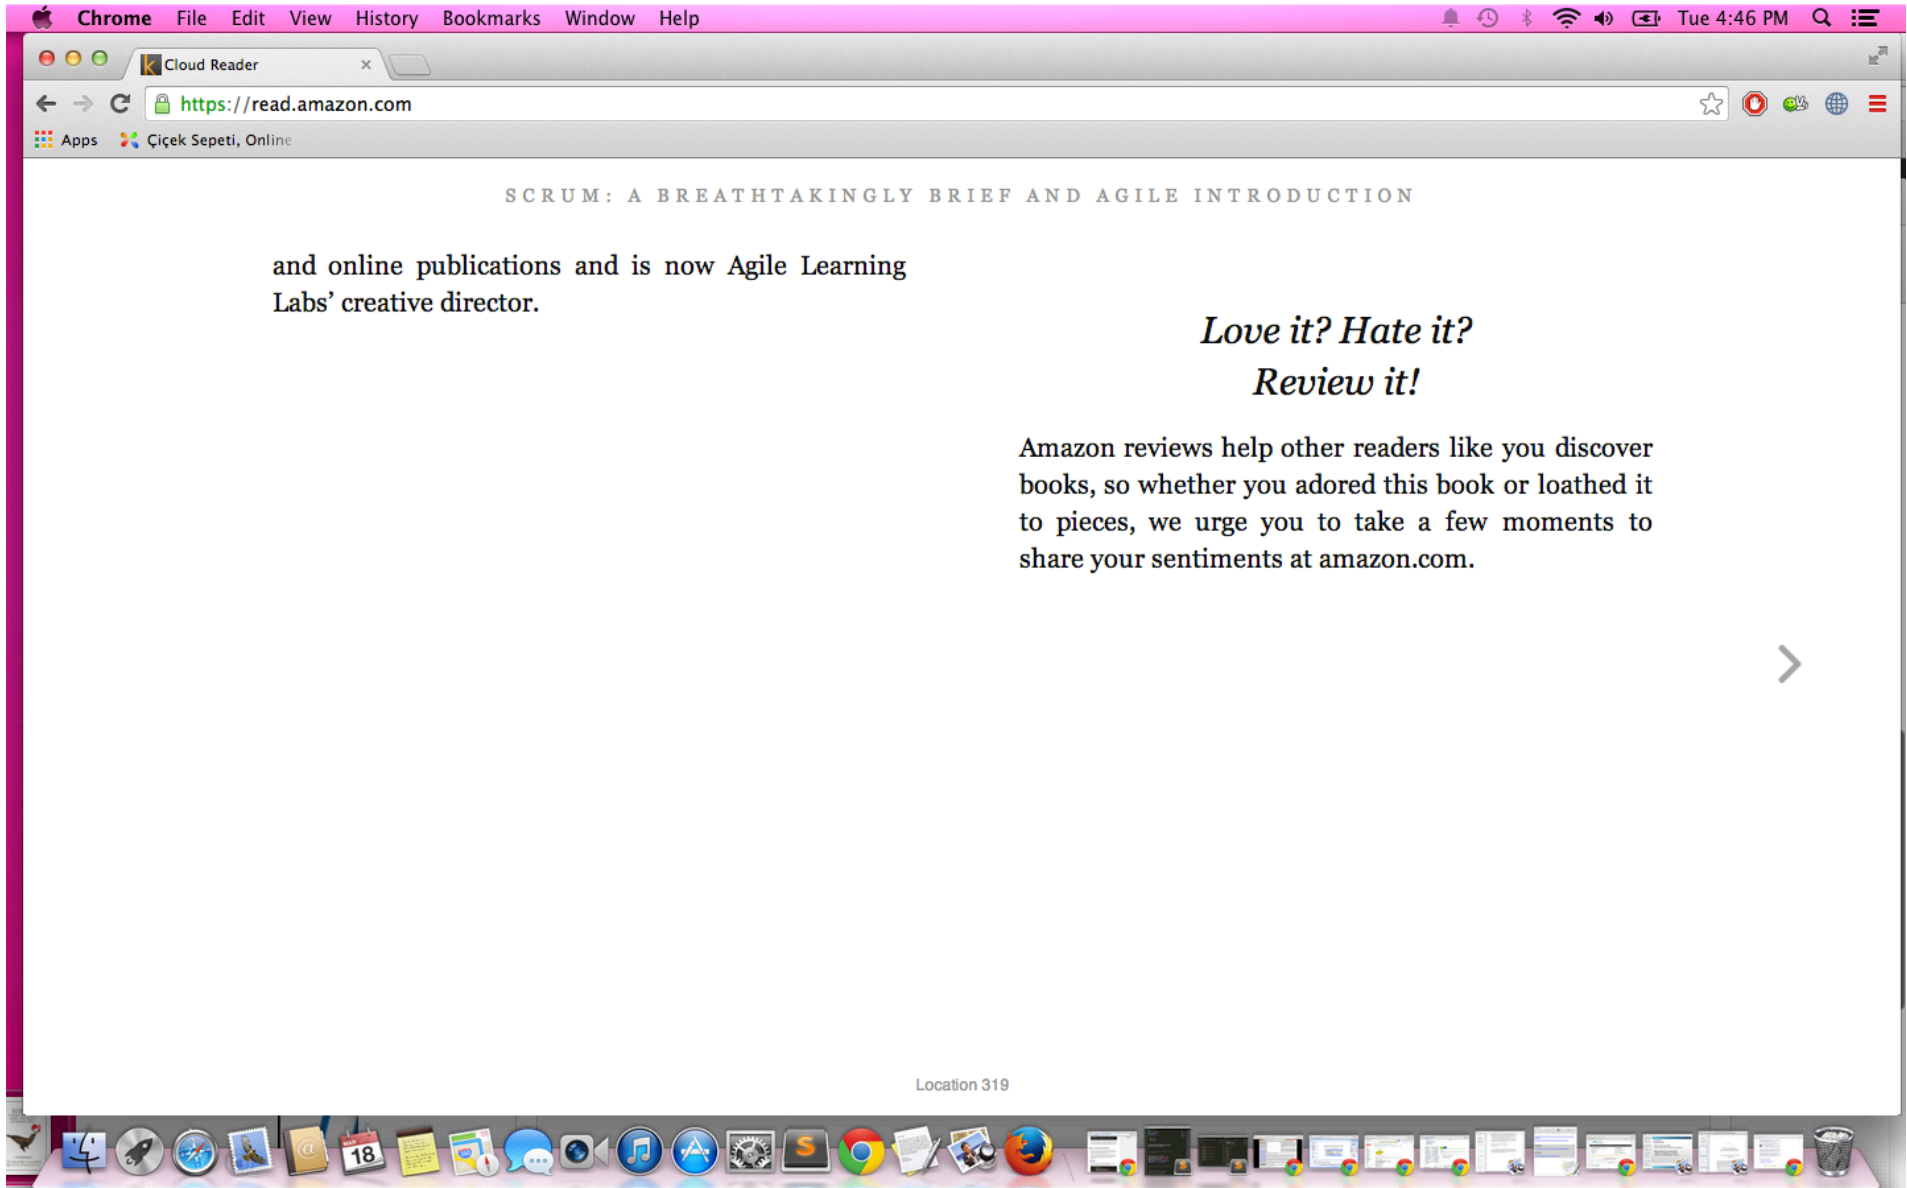 Chrome File Edit View History Bookmarks Window Help Tue 4:46 PM
Cloud Reader
https://read.amazon.com
Apps Çiçek Sepeti, Online
SCRUM: A BREATHTAKINGLY BRIEF AND AGILE INTRODUCTION
and online publications and is now Agile Learning
Labs’ creative director.
Love it? Hate it?
Review it!
Amazon reviews help other readers like you discover
books, so whether you adored this book or loathed it
to pieces, we urge you to take a few moments to
share your sentiments at amazon.com.
Location 319
MAR
18